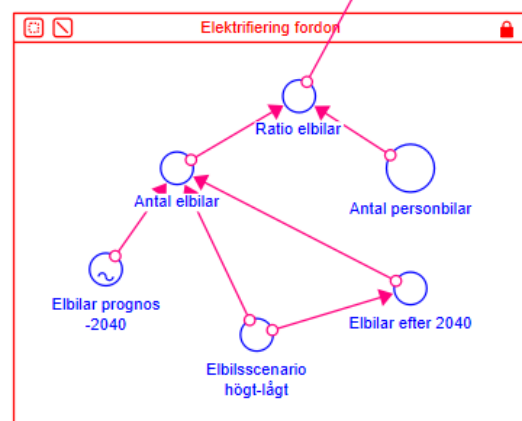 Elektrifiering fordon
Ratio elbilar
Antal elbilar
Antal personbilar
Elbilar prognos
-2040
Elbilar efter 2040
Elbilsscenario
högt-lågt